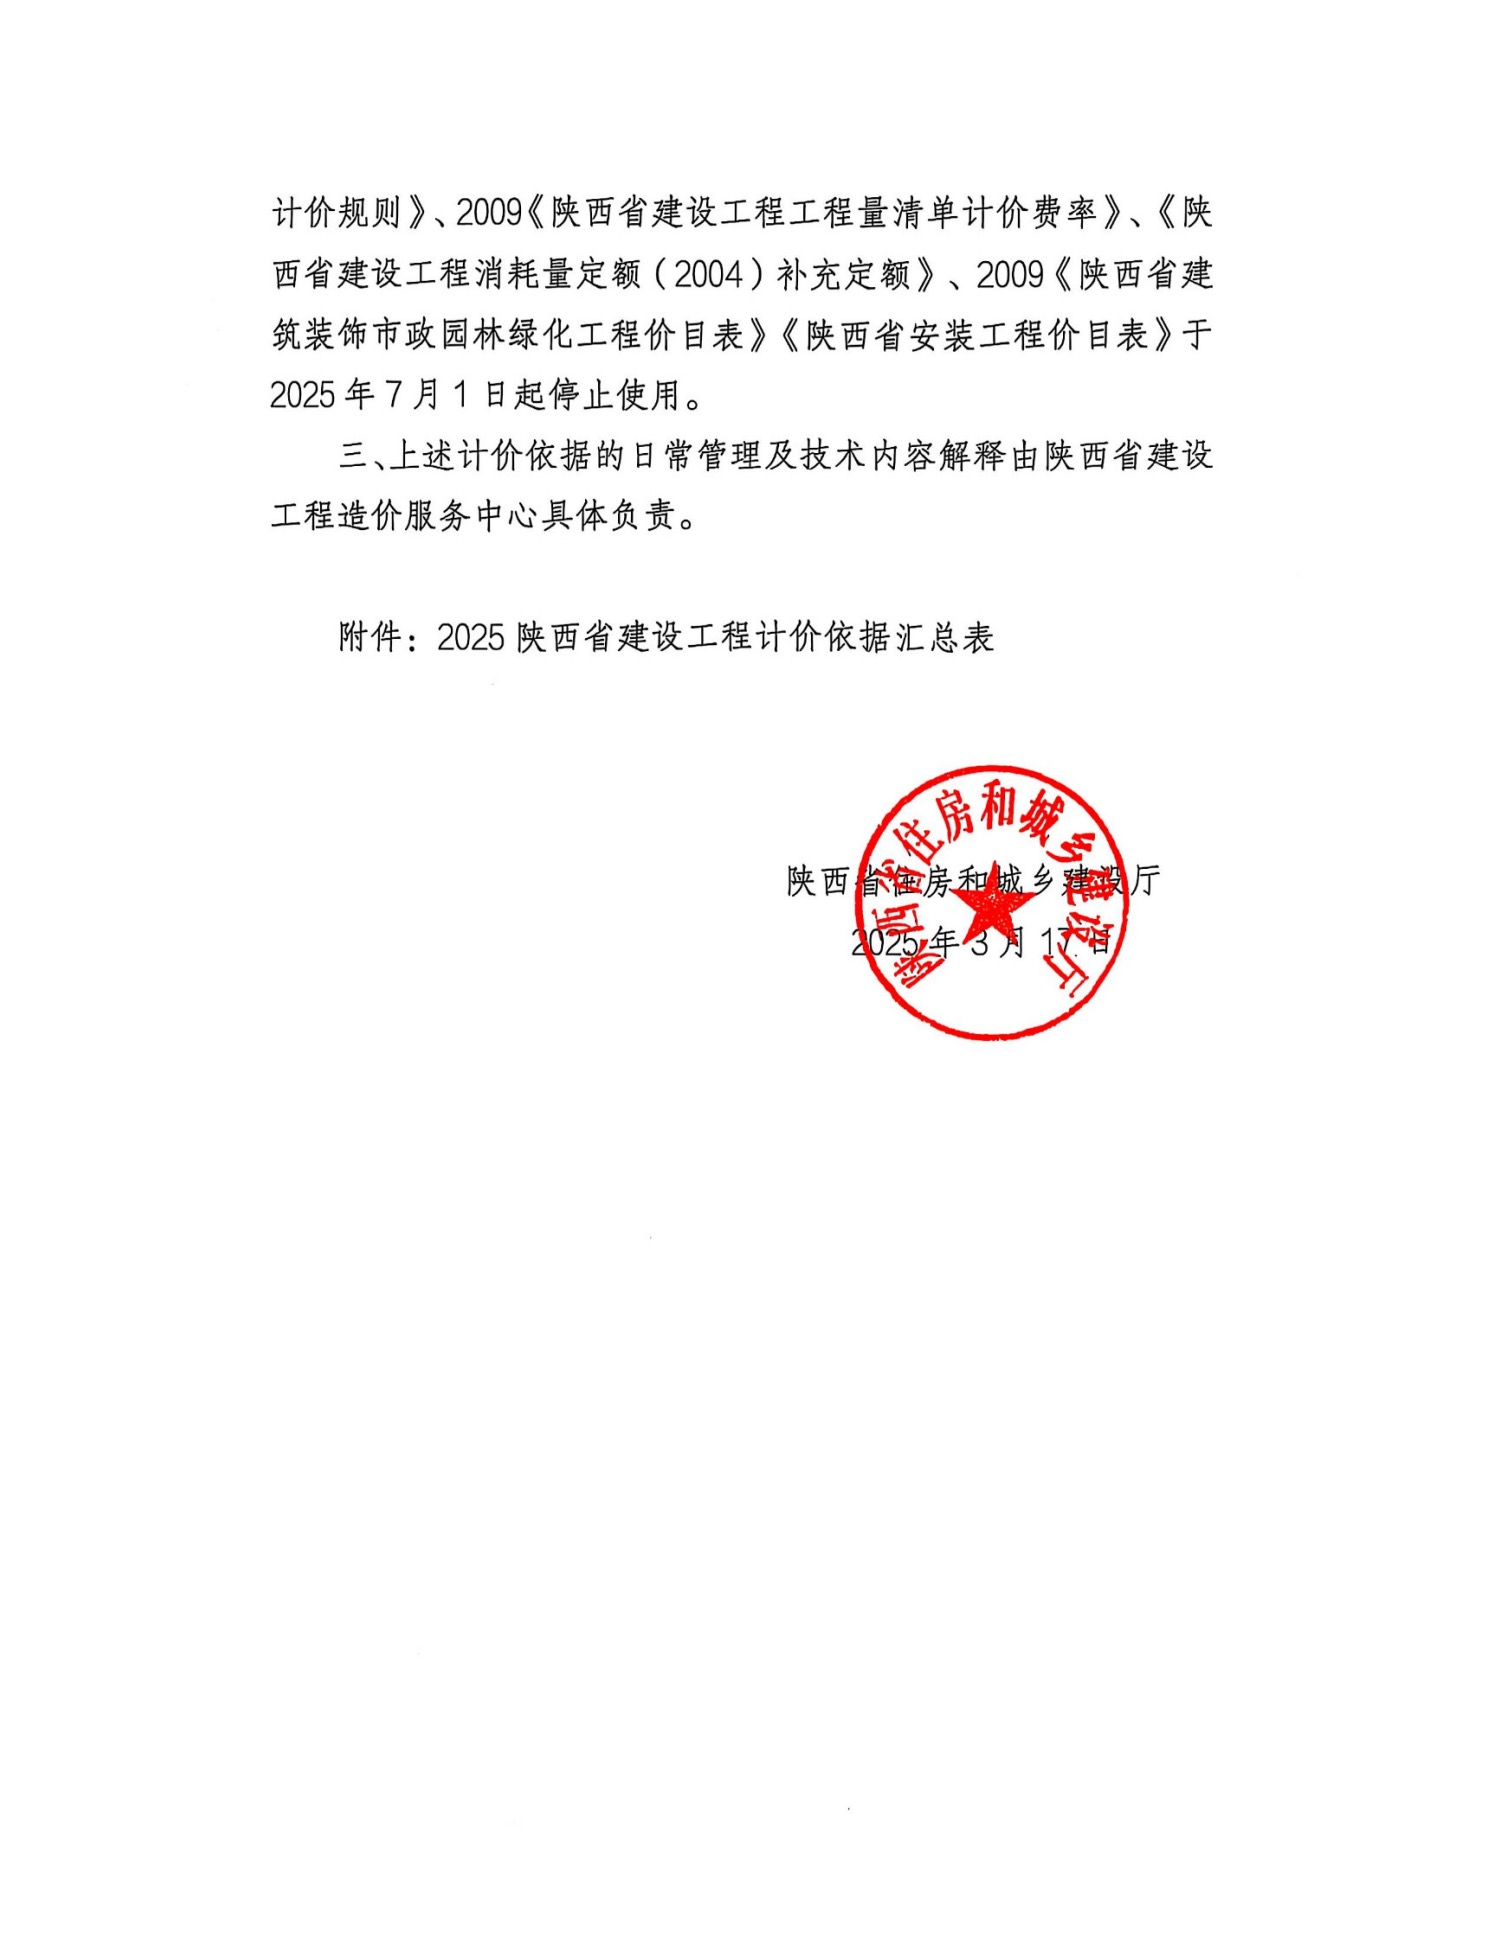 计价规则》、2009《陕西省建设工程工程量清单计价费率》、《陕
西省建设工程消耗量定额（2004）补充定额》、2009《陕西省建
筑装饰市政园林绿化工程价目表》《陕西省安装工程价目表》于
2025年7月1日起停止使用。
三、上述计价依据的日常管理及技术内容解释由陕西省建设
工程造价服务中心具体负责。
附件：2025陕西省建设工程计价依据汇总表
陕西省住房和城乡建设厅
2025年3月17日
陕西省住房和城乡建设厅